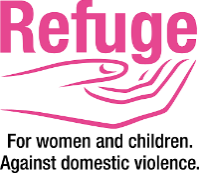 Refuge
For women and children.
Against domestic violence.